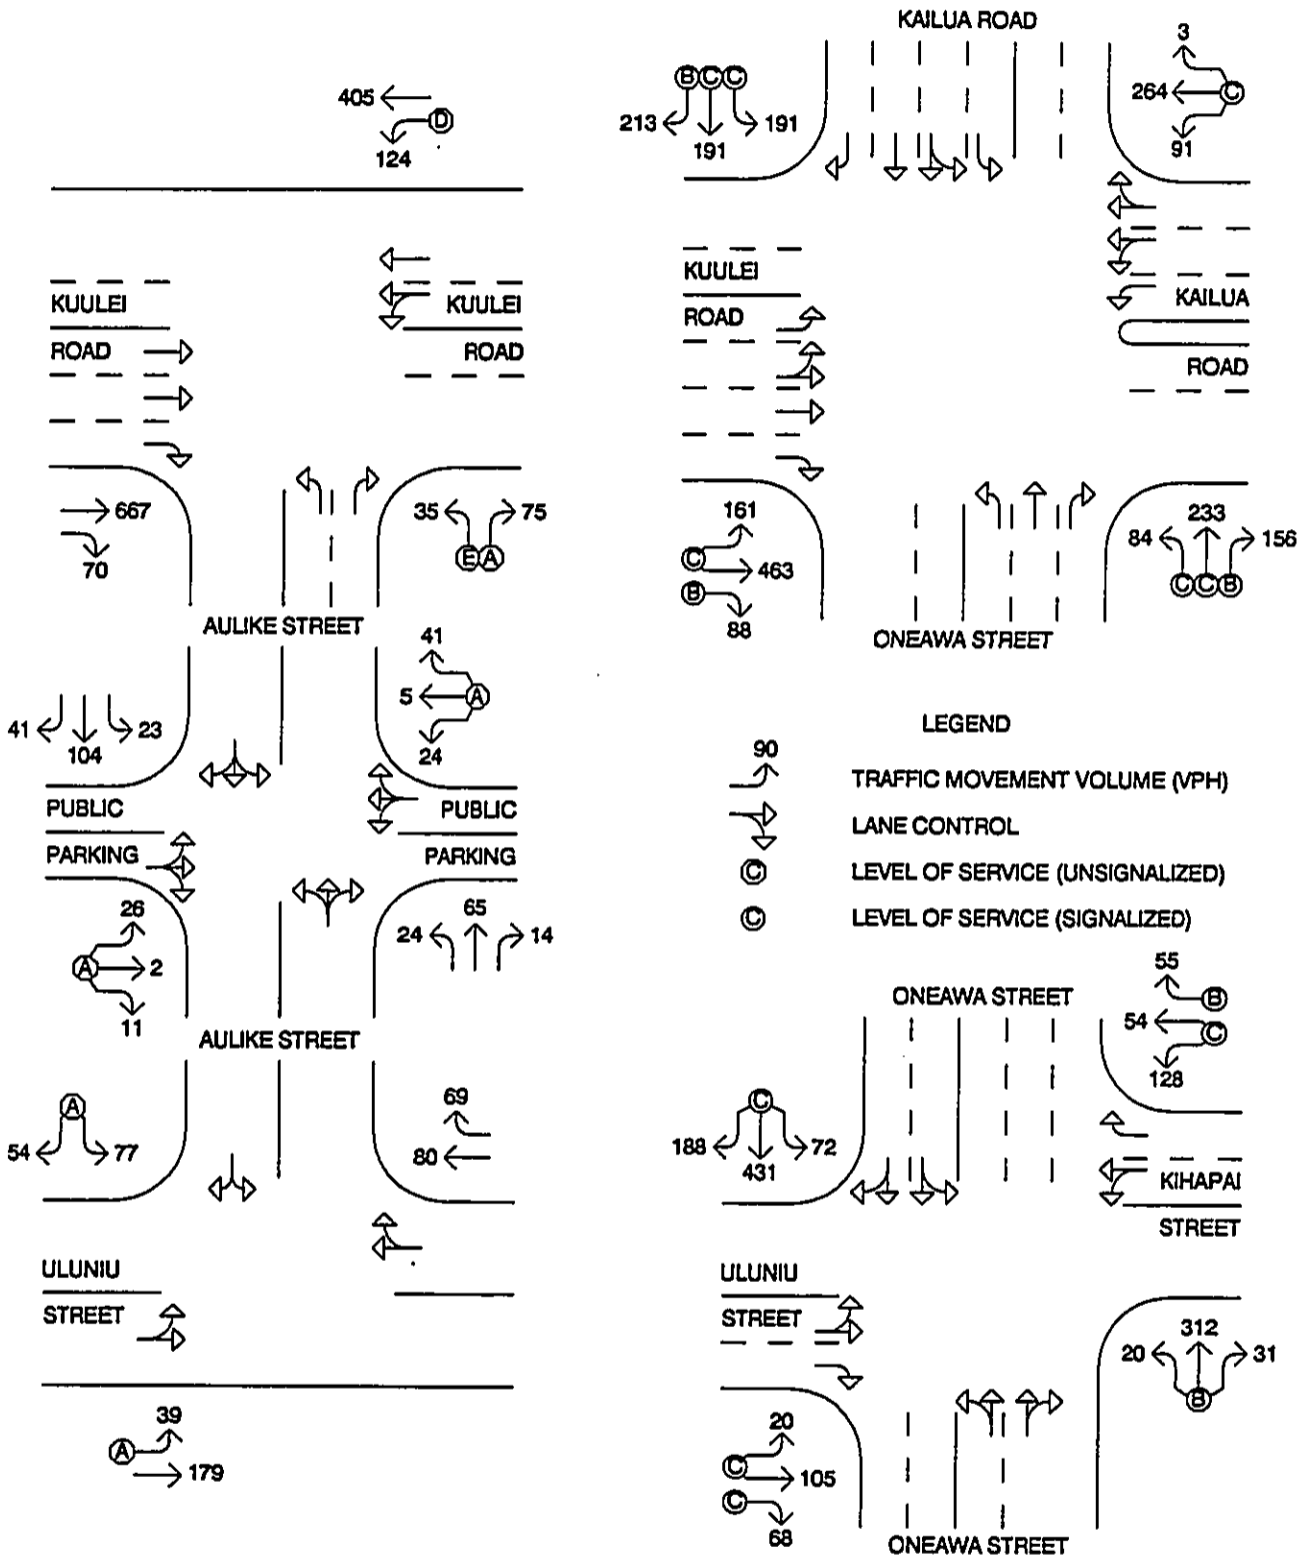 KAILUA ROAD
405
D
124
KUULEI
ROAD
KUULEI
ROAD
667
70
35
75
E
A
AULIKE STREET
41
104
23
41
5
A
24
PUBLIC
PARKING
PUBLIC
PARKING
26
A
2
11
24
65
14
AULIKE STREET
A
54
77
69
80
ULUNIU
STREET
39
A
179
B
C
C
213
191
191
3
264
C
91
KUULEI
ROAD
KAILUA
ROAD
161
C
463
B
88
84
233
156
C
C
B
ONEAWA STREET
LEGEND
90
TRAFFIC MOVEMENT VOLUME (VPH)
LANE CONTROL
C
LEVEL OF SERVICE (UNSIGNALIZED)
C
LEVEL OF SERVICE (SIGNALIZED)
ONEAWA STREET
55
B
54
C
128
C
188
431
72
KIHAPAI
STREET
ULUNIU
STREET
20
312
31
B
20
C
105
C
68
ONEAWA STREET